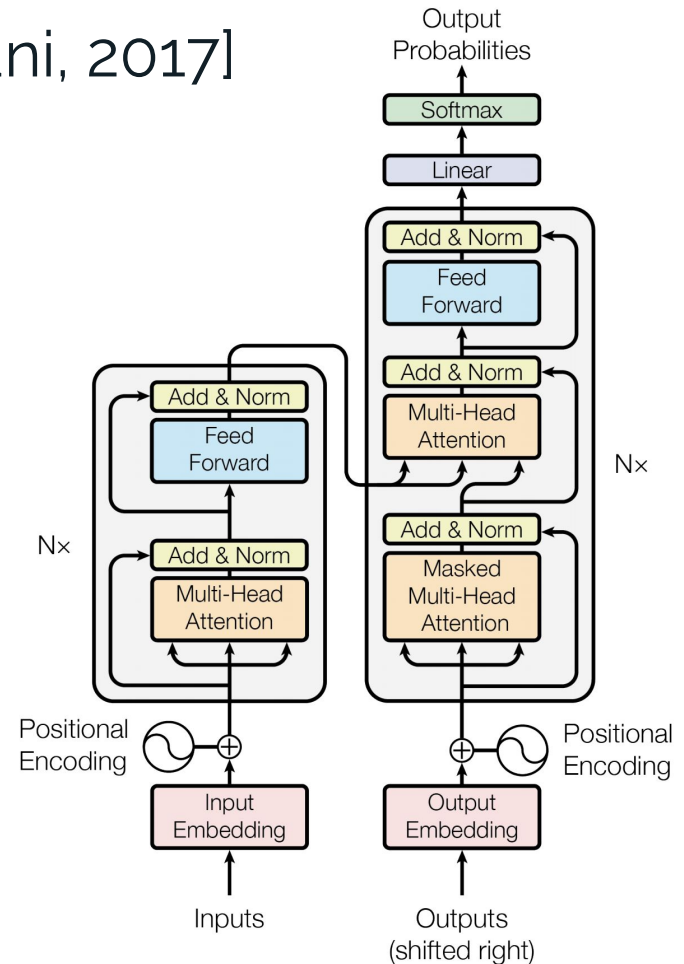 ni, 2017]
Output
Probabilities
Softmax
Linear
Add & Norm
Feed
Forward
Add & Norm
Multi-Head
Attention
Nx
Add & Norm
Masked
Multi-Head
Attention
Add & Norm
Feed
Forward
Nx
Add & Norm
Multi-Head
Attention
Positional
Encoding
Positional
Encoding
Input
Embedding
Output
Embedding
Inputs
Outputs
(shifted right)